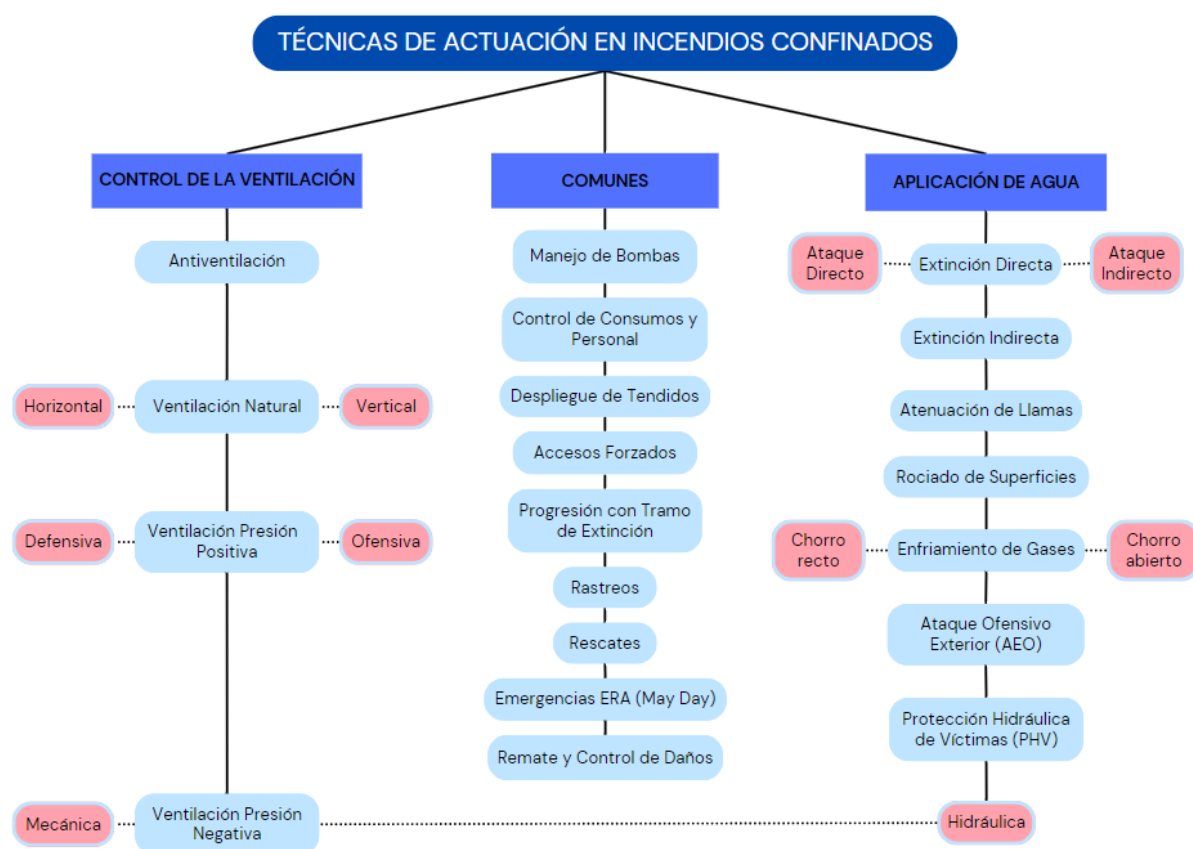 TÉCNICAS DE ACTUACIÓN EN INCENDIOS CONFINADOS
CONTROL DE LA VENTILACIÓN
Antiventilación
Horizontal
Ventilación Natural
Vertical
Defensiva
Ventilación Presión
Positiva
Ofensiva
Mecánica
Ventilación Presión
Negativa
COMUNES
Manejo de Bombas
Control de Consumos y
Personal
Despliegue de Tendidos
Accesos Forzados
Progresión con Tramo
de Extinción
Rastreos
Rescates
Emergencias ERA (May Day)
Remate y Control de Daños
APLICACIÓN DE AGUA
Ataque
Directo
Extinción Directa
Ataque
Indirecto
Extinción Indirecta
Atenuación de Llamas
Rociado de Superficies
Chorro
recto
Enfriamiento de Gases
Chorro
abierto
Ataque Ofensivo
Exterior (AEO)
Protección Hidráulica
de Víctimas (PHV)
Hidráulica